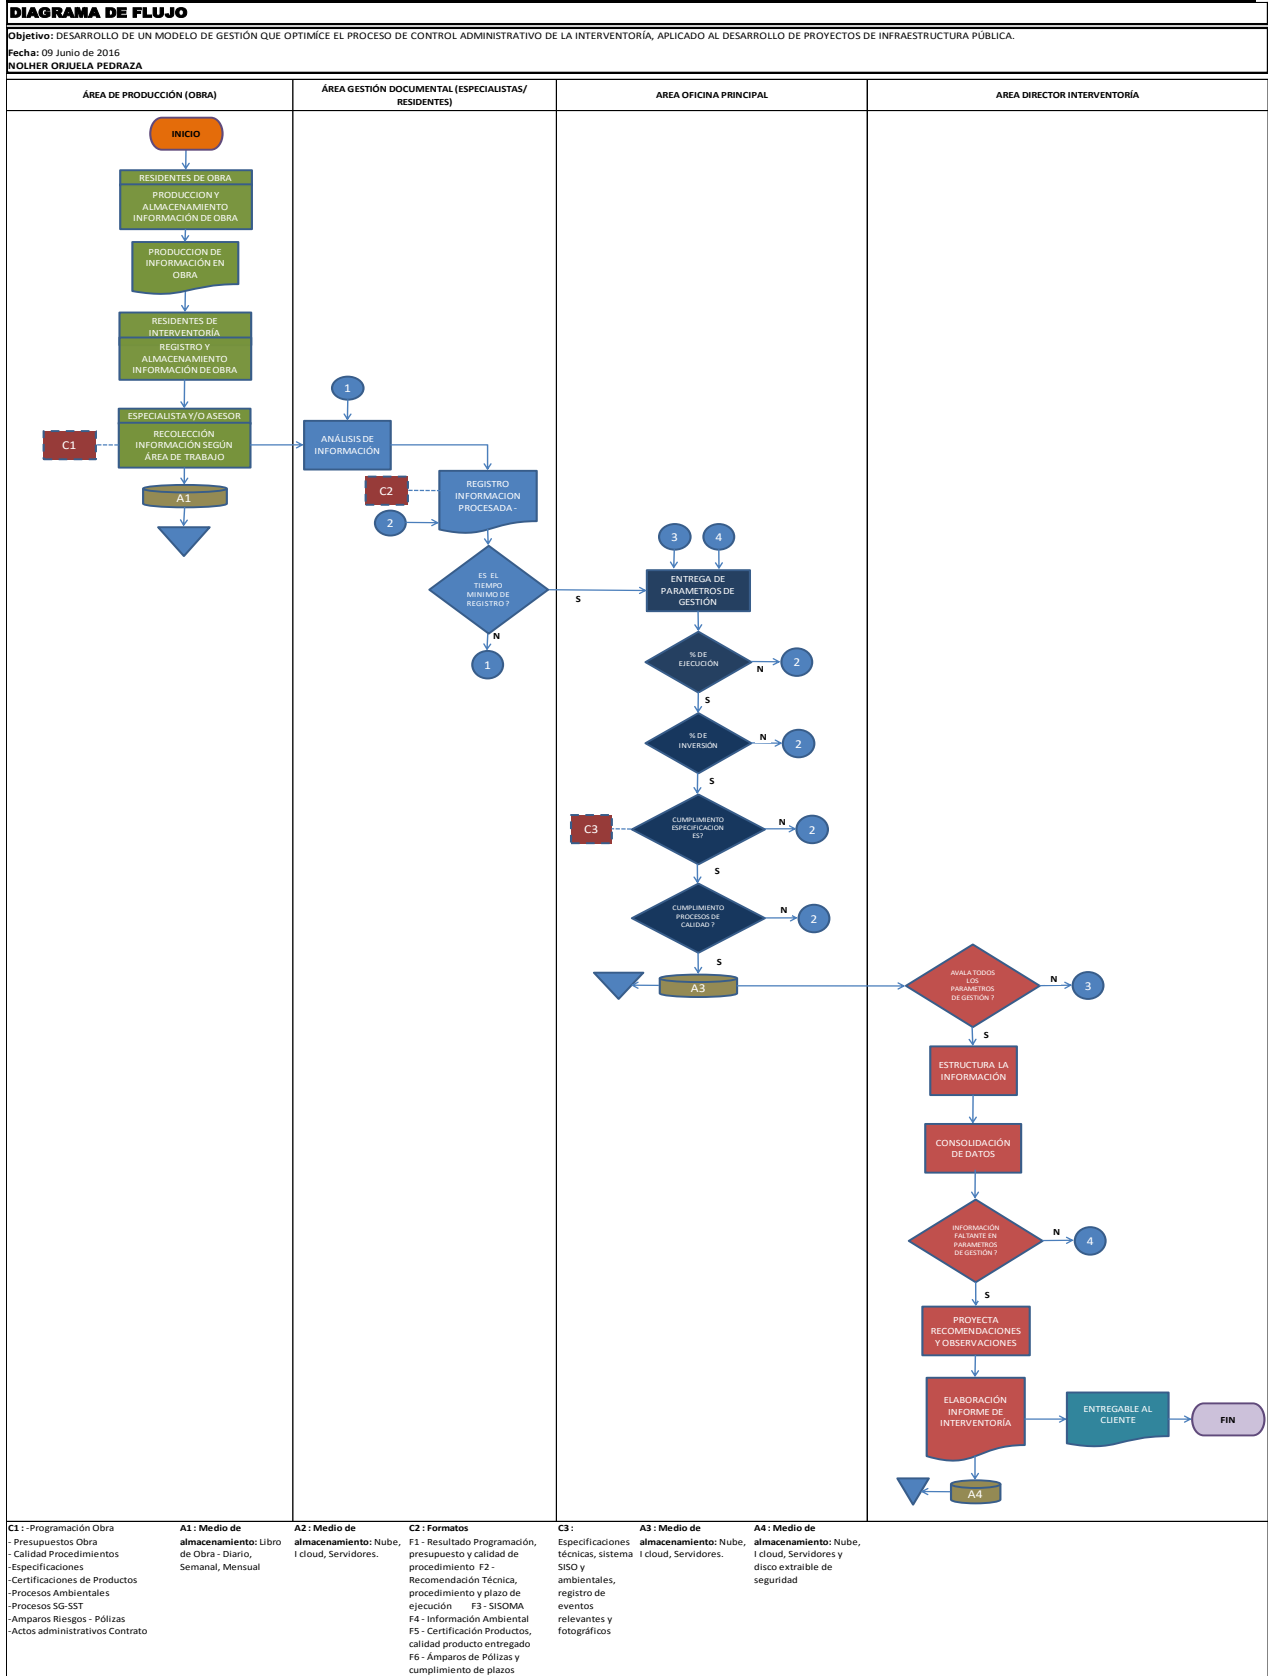 DIAGRAMA DE FLUJO
Objetivo: DESARROLLO DE UN MODELO DE GESTIÓN QUE OPTIMÍCE EL PROCESO DE CONTROL ADMINISTRATIVO DE LA INTERVENTORÍA, APLICADO AL DESARROLLO DE PROYECTOS DE INFRAESTRUCTURA PÚBLICA.
Fecha: 09 Junio de 2016
NOLHER ORJUELA PEDRAZA
ÁREA DE PRODUCCIÓN (OBRA)
ÁREA GESTIÓN DOCUMENTAL (ESPECIALISTAS/
RESIDENTES)
AREA OFICINA PRINCIPAL
AREA DIRECTOR INTERVENTORÍA
INICIO
RESIDENTES DE OBRA
PRODUCCION Y
ALMACENAMIENTO
INFORMACIÓN DE OBRA
PRODUCCION DE
INFORMACIÓN EN
OBRA
RESIDENTES DE
INTERVENTORÍA
REGISTRO Y
ALMACENAMIENTO
INFORMACIÓN DE OBRA
ESPECIALISTA Y/O ASESOR
RECOLECCIÓN
INFORMACIÓN SEGÚN
ÁREA DE TRABAJO
C1
A1
1
ANÁLISIS DE
INFORMACIÓN
C2
REGISTRO
INFORMACION
PROCESADA -
2
ES EL
TIEMPO
MINIMO DE
REGISTRO ?
S
N
1
3
4
ENTREGA DE
PARAMETROS DE
GESTIÓN
% DE
EJECUCIÓN
N
2
S
% DE
INVERSIÓN
N
2
S
C3
CUMPLIMIENTO
ESPECIFICACION
ES?
N
2
S
CUMPLIMIENTO
PROCESOS DE
CALIDAD ?
N
2
S
A3
AVALA TODOS
LOS
PARAMETROS
DE GESTIÓN ?
N
3
S
ESTRUCTURA LA
INFORMACIÓN
CONSOLIDACIÓN
DE DATOS
INFORMACIÓN
FALTANTE EN
PARAMETROS
DE GESTIÓN ?
N
4
S
PROYECTA
RECOMENDACIONES
Y OBSERVACIONES
ELABORACIÓN
INFORME DE
INTERVENTORÍA
ENTREGABLE AL
CLIENTE
FIN
A4
C1 : -Programación Obra
- Presupuestos Obra
- Calidad Procedimientos
-Especificaciones
-Certificaciones de Productos
-Procesos Ambientales
-Procesos SG-SST
-Amparos Riesgos - Pólizas
-Actos administrativos Contrato
A1 : Medio de
almacenamiento: Libro
de Obra - Diario,
Semanal, Mensual
A2 : Medio de
almacenamiento: Nube,
I cloud, Servidores.
C2 : Formatos
F1 - Resultado Programación,
presupuesto y calidad de
procedimiento F2 -
Recomendación Técnica,
procedimiento y plazo de
ejecución F3 - SISOMA
F4 - Información Ambiental
F5 - Certificación Productos,
calidad producto entregado
F6 - Ámparos de Pólizas y
cumplimiento de plazos
C3 :
Especificaciones
técnicas, sistema
SISO y
ambientales,
registro de
eventos
relevantes y
fotográficos
A3 : Medio de
almacenamiento: Nube,
I cloud, Servidores.
A4 : Medio de
almacenamiento: Nube,
I cloud, Servidores y
disco extraible de
seguridad